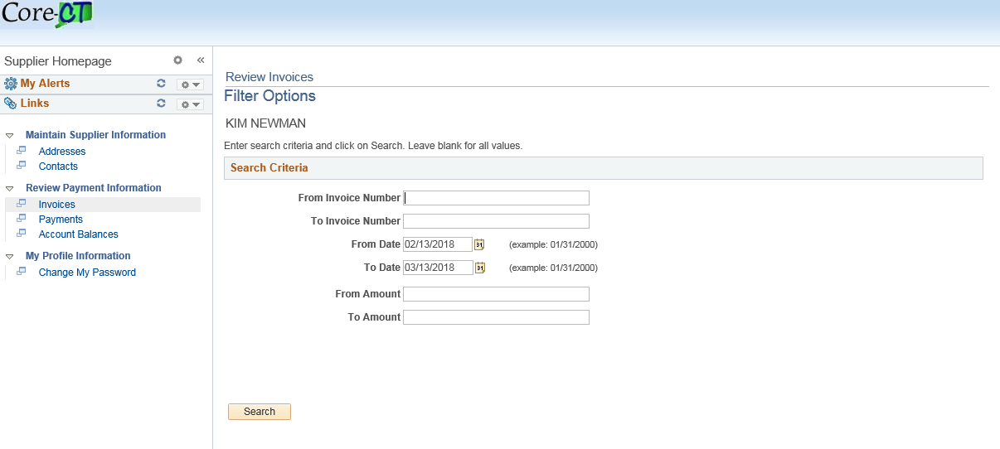 Core-CT
Supplier Homepage
My Alerts
Links
Maintain Supplier Information
Addresses
Contacts
Review Payment Information
Invoices
Payments
Account Balances
My Profile Information
Change My Password
Review Invoices
Filter Options
KIM NEWMAN
Enter search criteria and click on Search. Leave blank for all values.
Search Criteria
From Invoice Number
To Invoice Number
From Date 02/13/2018 31 (example: 01/31/2000)
To Date 03/13/2018 31 (example: 01/31/2000)
From Amount
To Amount
Search